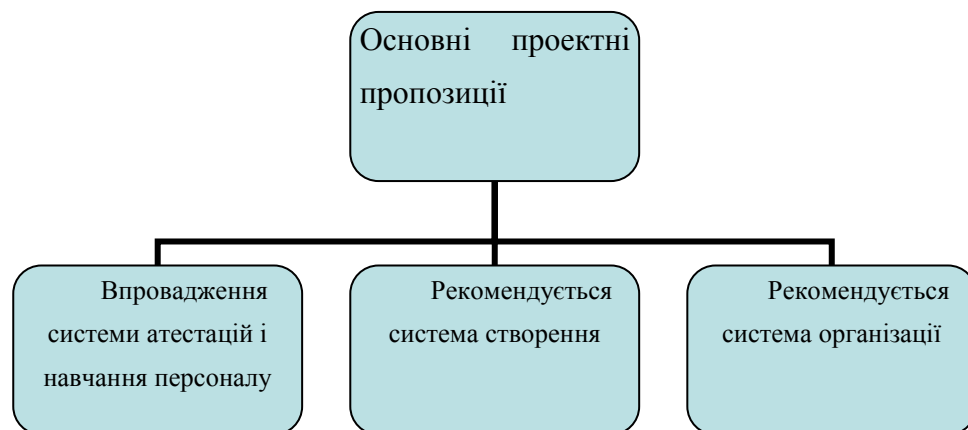 Основні проектні
пропозиції
Впровадження
системи атестацій і
навчання персоналу
Рекомендується
система створення
Рекомендується
система організації